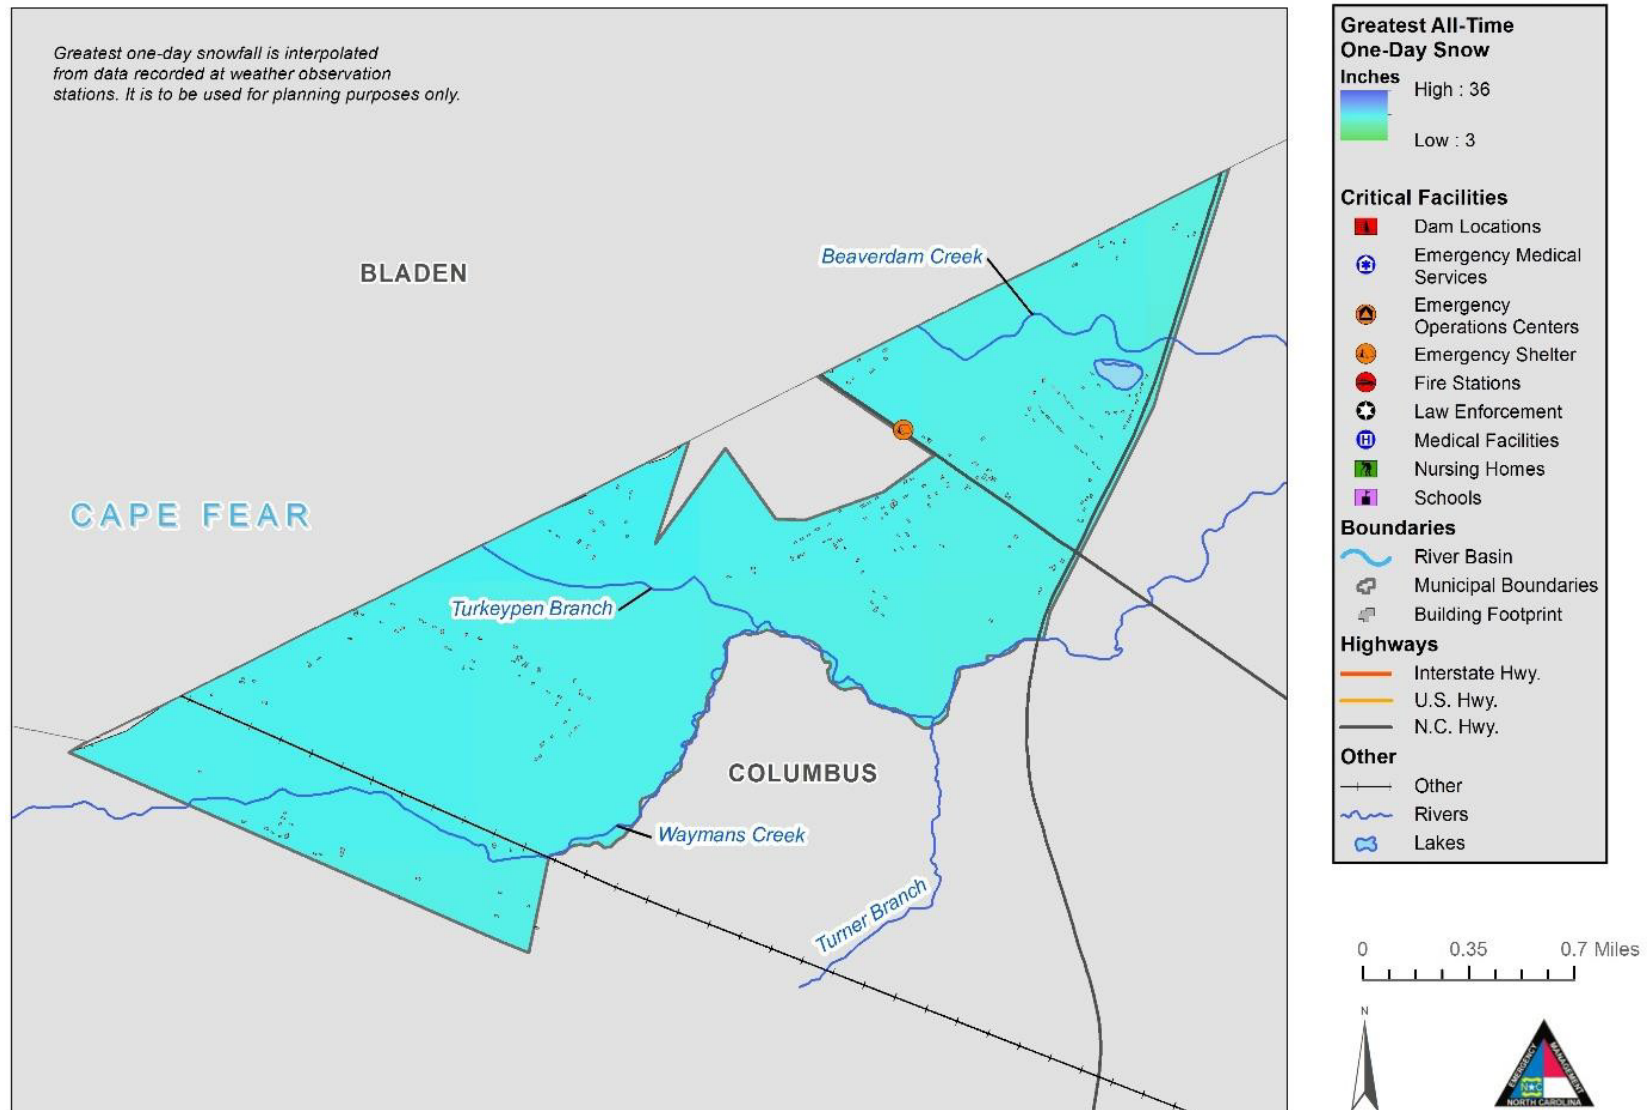 Greatest one-day snowfall is interpolated
from data recorded at weather observation
stations. It is to be used for planning purposes only.
BLADEN
Beaverdam Creek
CAPE FEAR
Turkeypen Branch
COLUMBUS
Waymans Creek
Turner Branch
Greatest All-Time
One-Day Snow
Inches
High : 36
Low : 3
Critical Facilities
Dam Locations
Emergency Medical
Services
Emergency
Operations Centers
Emergency Shelter
Fire Stations
Law Enforcement
H
Medical Facilities
Nursing Homes
Schools
Boundaries
River Basin
Municipal Boundaries
Building Footprint
Highways
Interstate Hwy.
U.S. Hwy.
N.C. Hwy.
Other
Other
Rivers
Lakes
0 0.35 0.7 Miles
N
EMERGENCY
MANAGEMENT
N C
NORTH CAROLINA